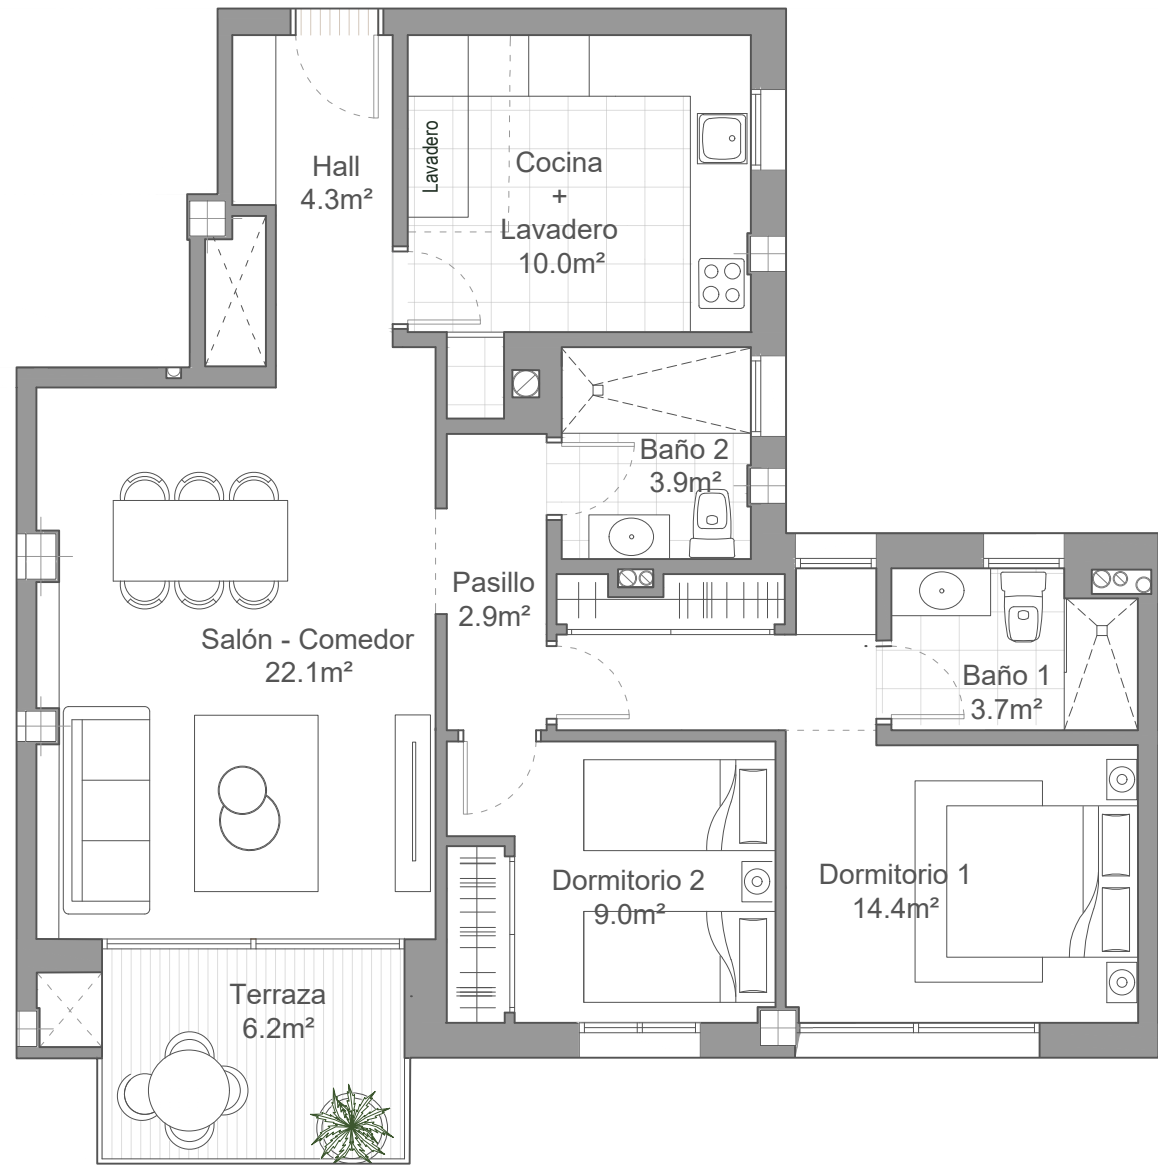 Hall
4.3m²
Lavadero
Cocina
+
Lavadero
10.0m²
Baño 2
3.9m²
Pasillo
2.9m²
Salón - Comedor
22.1m²
Baño 1
3.7m²
Dormitorio 2
9.0m²
Dormitorio 1
14.4m²
Terraza
6.2m²